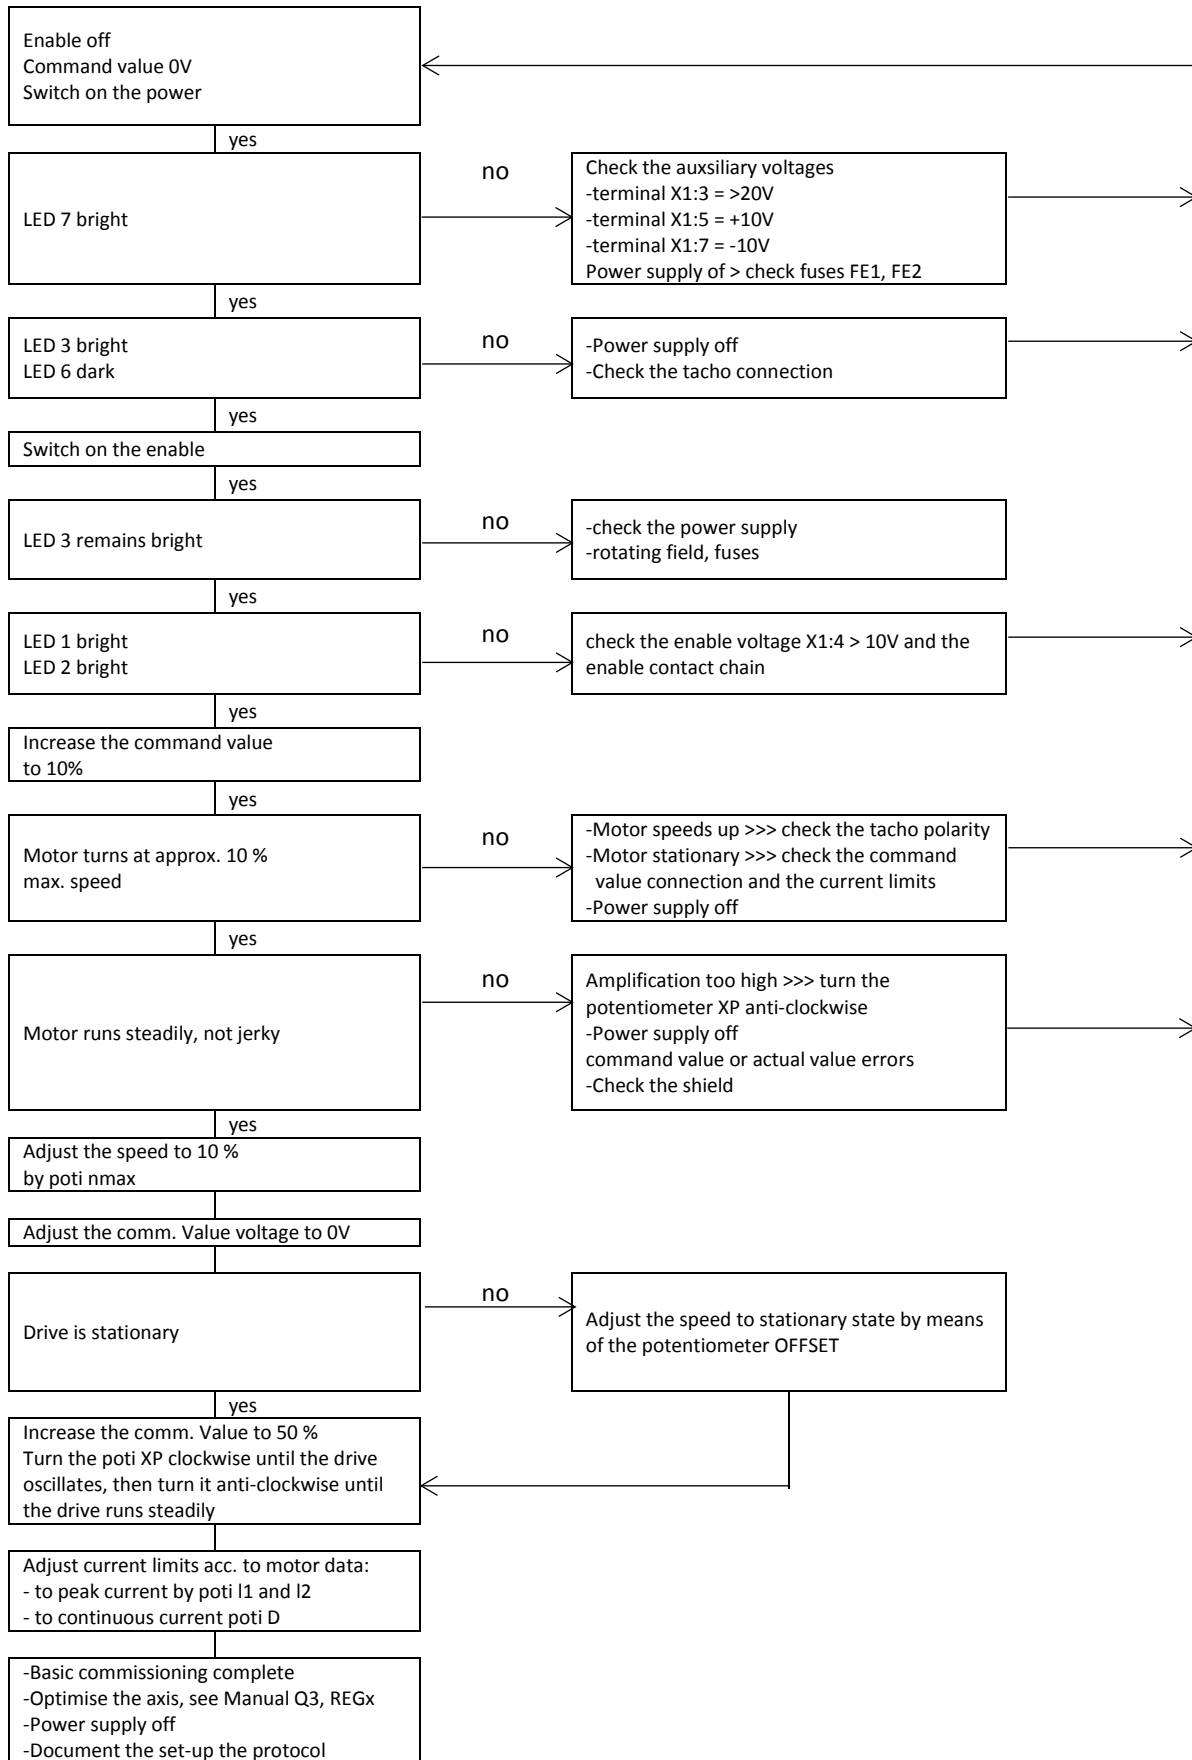 Enable off
Command value 0V
Switch on the power
yes
LED 7 bright
no
Check the auxsiliary voltages
-terminal X1:3 = >20V
-terminal X1:5 = +10V
-terminal X1:7 = -10V
Power supply of > check fuses FE1, FE2
yes
LED 3 bright
LED 6 dark
no
-Power supply off
-Check the tacho connection
yes
Switch on the enable
yes
LED 3 remains bright
no
-check the power supply
-rotating field, fuses
yes
LED 1 bright
LED 2 bright
no
check the enable voltage X1:4 > 10V and the
enable contact chain
yes
Increase the command value
to 10%
yes
Motor turns at approx. 10 %
max. speed
no
-Motor speeds up >>> check the tacho polarity
-Motor stationary >>> check the command
value connection and the current limits
-Power supply off
yes
Motor runs steadily, not jerky
no
Amplification too high >>> turn the
potentiometer XP anti-clockwise
-Power supply off
command value or actual value errors
-Check the shield
yes
Adjust the speed to 10 %
by poti nmax
Adjust the comm. Value voltage to 0V
Drive is stationary
no
Adjust the speed to stationary state by means
of the potentiometer OFFSET
yes
Increase the comm. Value to 50 %
Turn the poti XP clockwise until the drive
oscillates, then turn it anti-clockwise until
the drive runs steadily
Adjust current limits acc. to motor data:
- to peak current by poti l1 and l2
- to continuous current poti D
-Basic commissioning complete
-Optimise the axis, see Manual Q3, REGx
-Power supply off
-Document the set-up the protocol